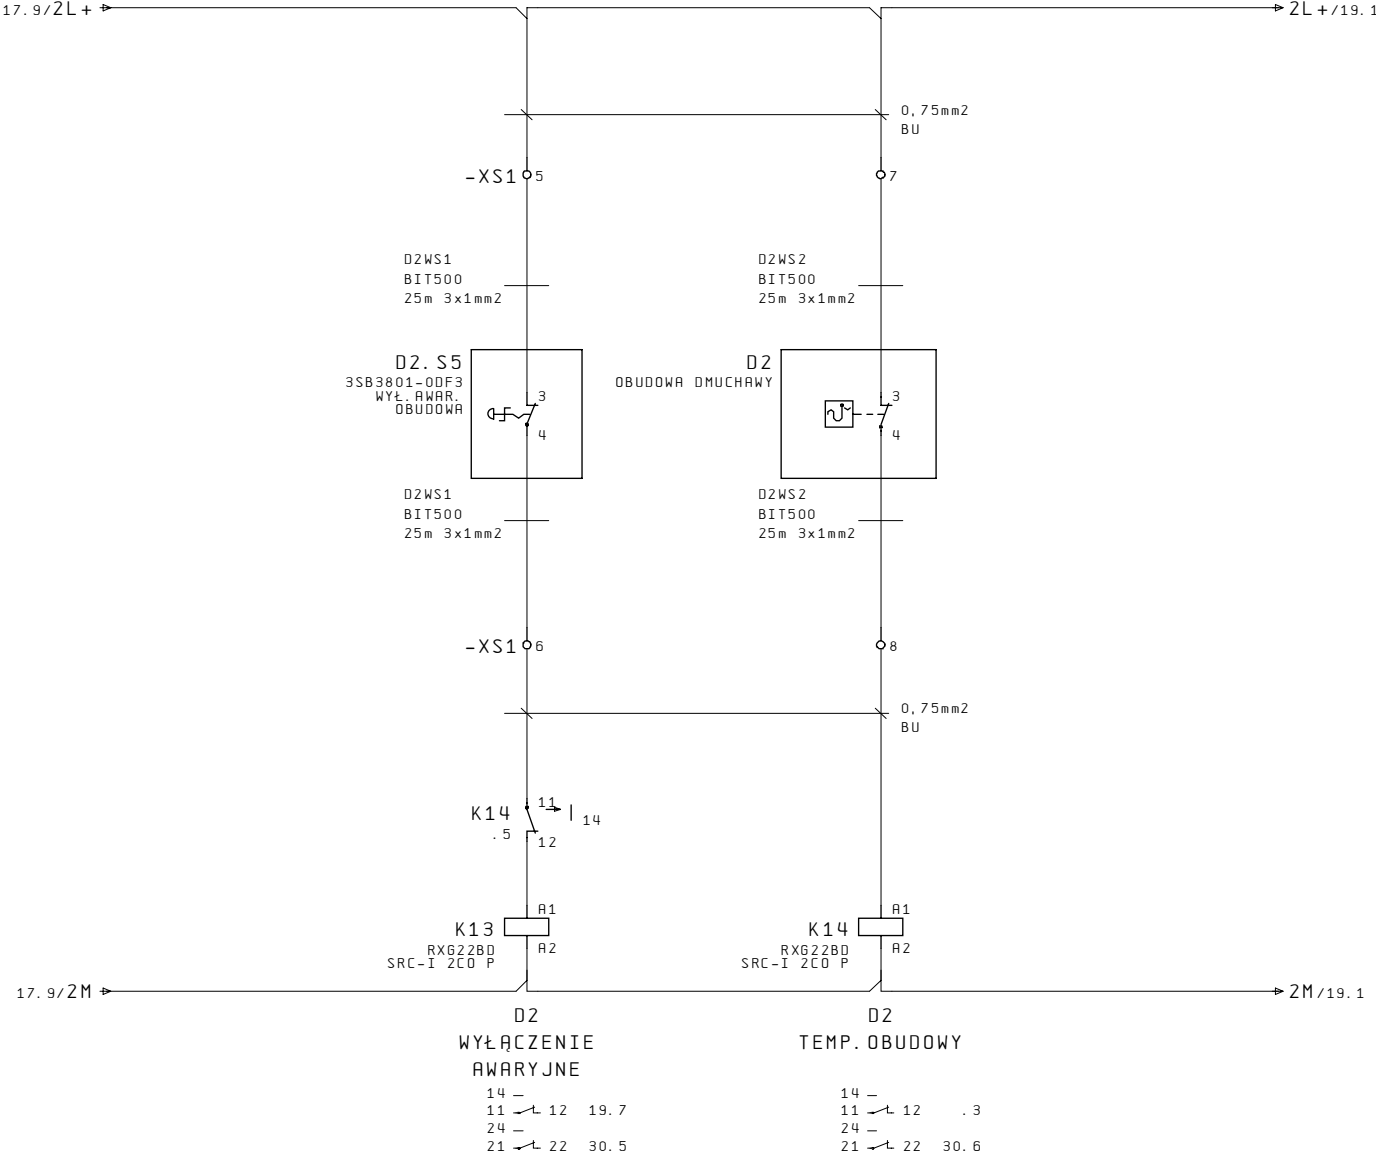 17.9/2L+
2L+/19.1
0,75mm2
BU
-XS1 5
7
D2WS1
BIT500
25m 3x1mm2
D2WS2
BIT500
25m 3x1mm2
D2.S5
3SB3801-0DF3
WYŁ.AWAR.
OBUDOWA
3
4
D2
OBUDOWA DMUCHAWY
3
4
D2WS1
BIT500
25m 3x1mm2
D2WS2
BIT500
25m 3x1mm2
-XS1 6
8
0,75mm2
BU
K14
.5
11
14
12
K13
RXG22BD
SRC-I 2CO P
A1
A2
K14
RXG22BD
SRC-I 2CO P
A1
A2
17.9/2M
2M/19.1
D2
WYŁĄCZENIE
AWARYJNE
14
11 12 19.7
24
21 22 30.5
D2
TEMP.OBUDOWY
14
11 12 .3
24
21 22 30.6